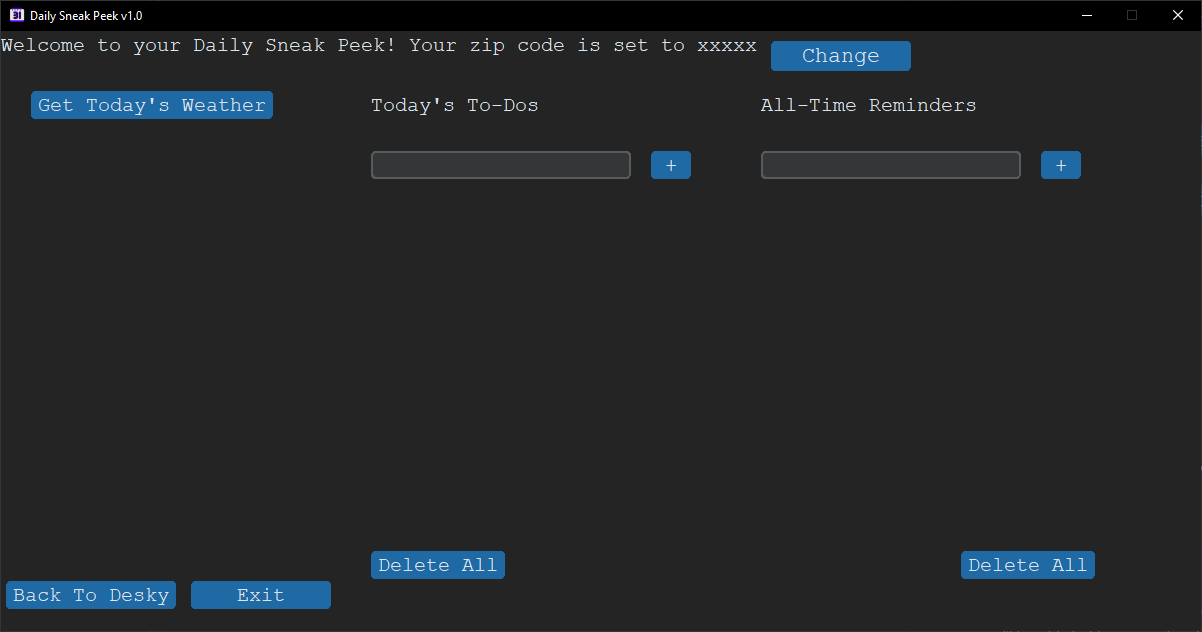 Daily Sneak Peek v1.0
Welcome to your Daily Sneak Peek! Your zip code is set to xxxxx
Change
Get Today's Weather
Today's To-Dos
All-Time Reminders
+
+
Delete All
Delete All
Back To Desky
Exit